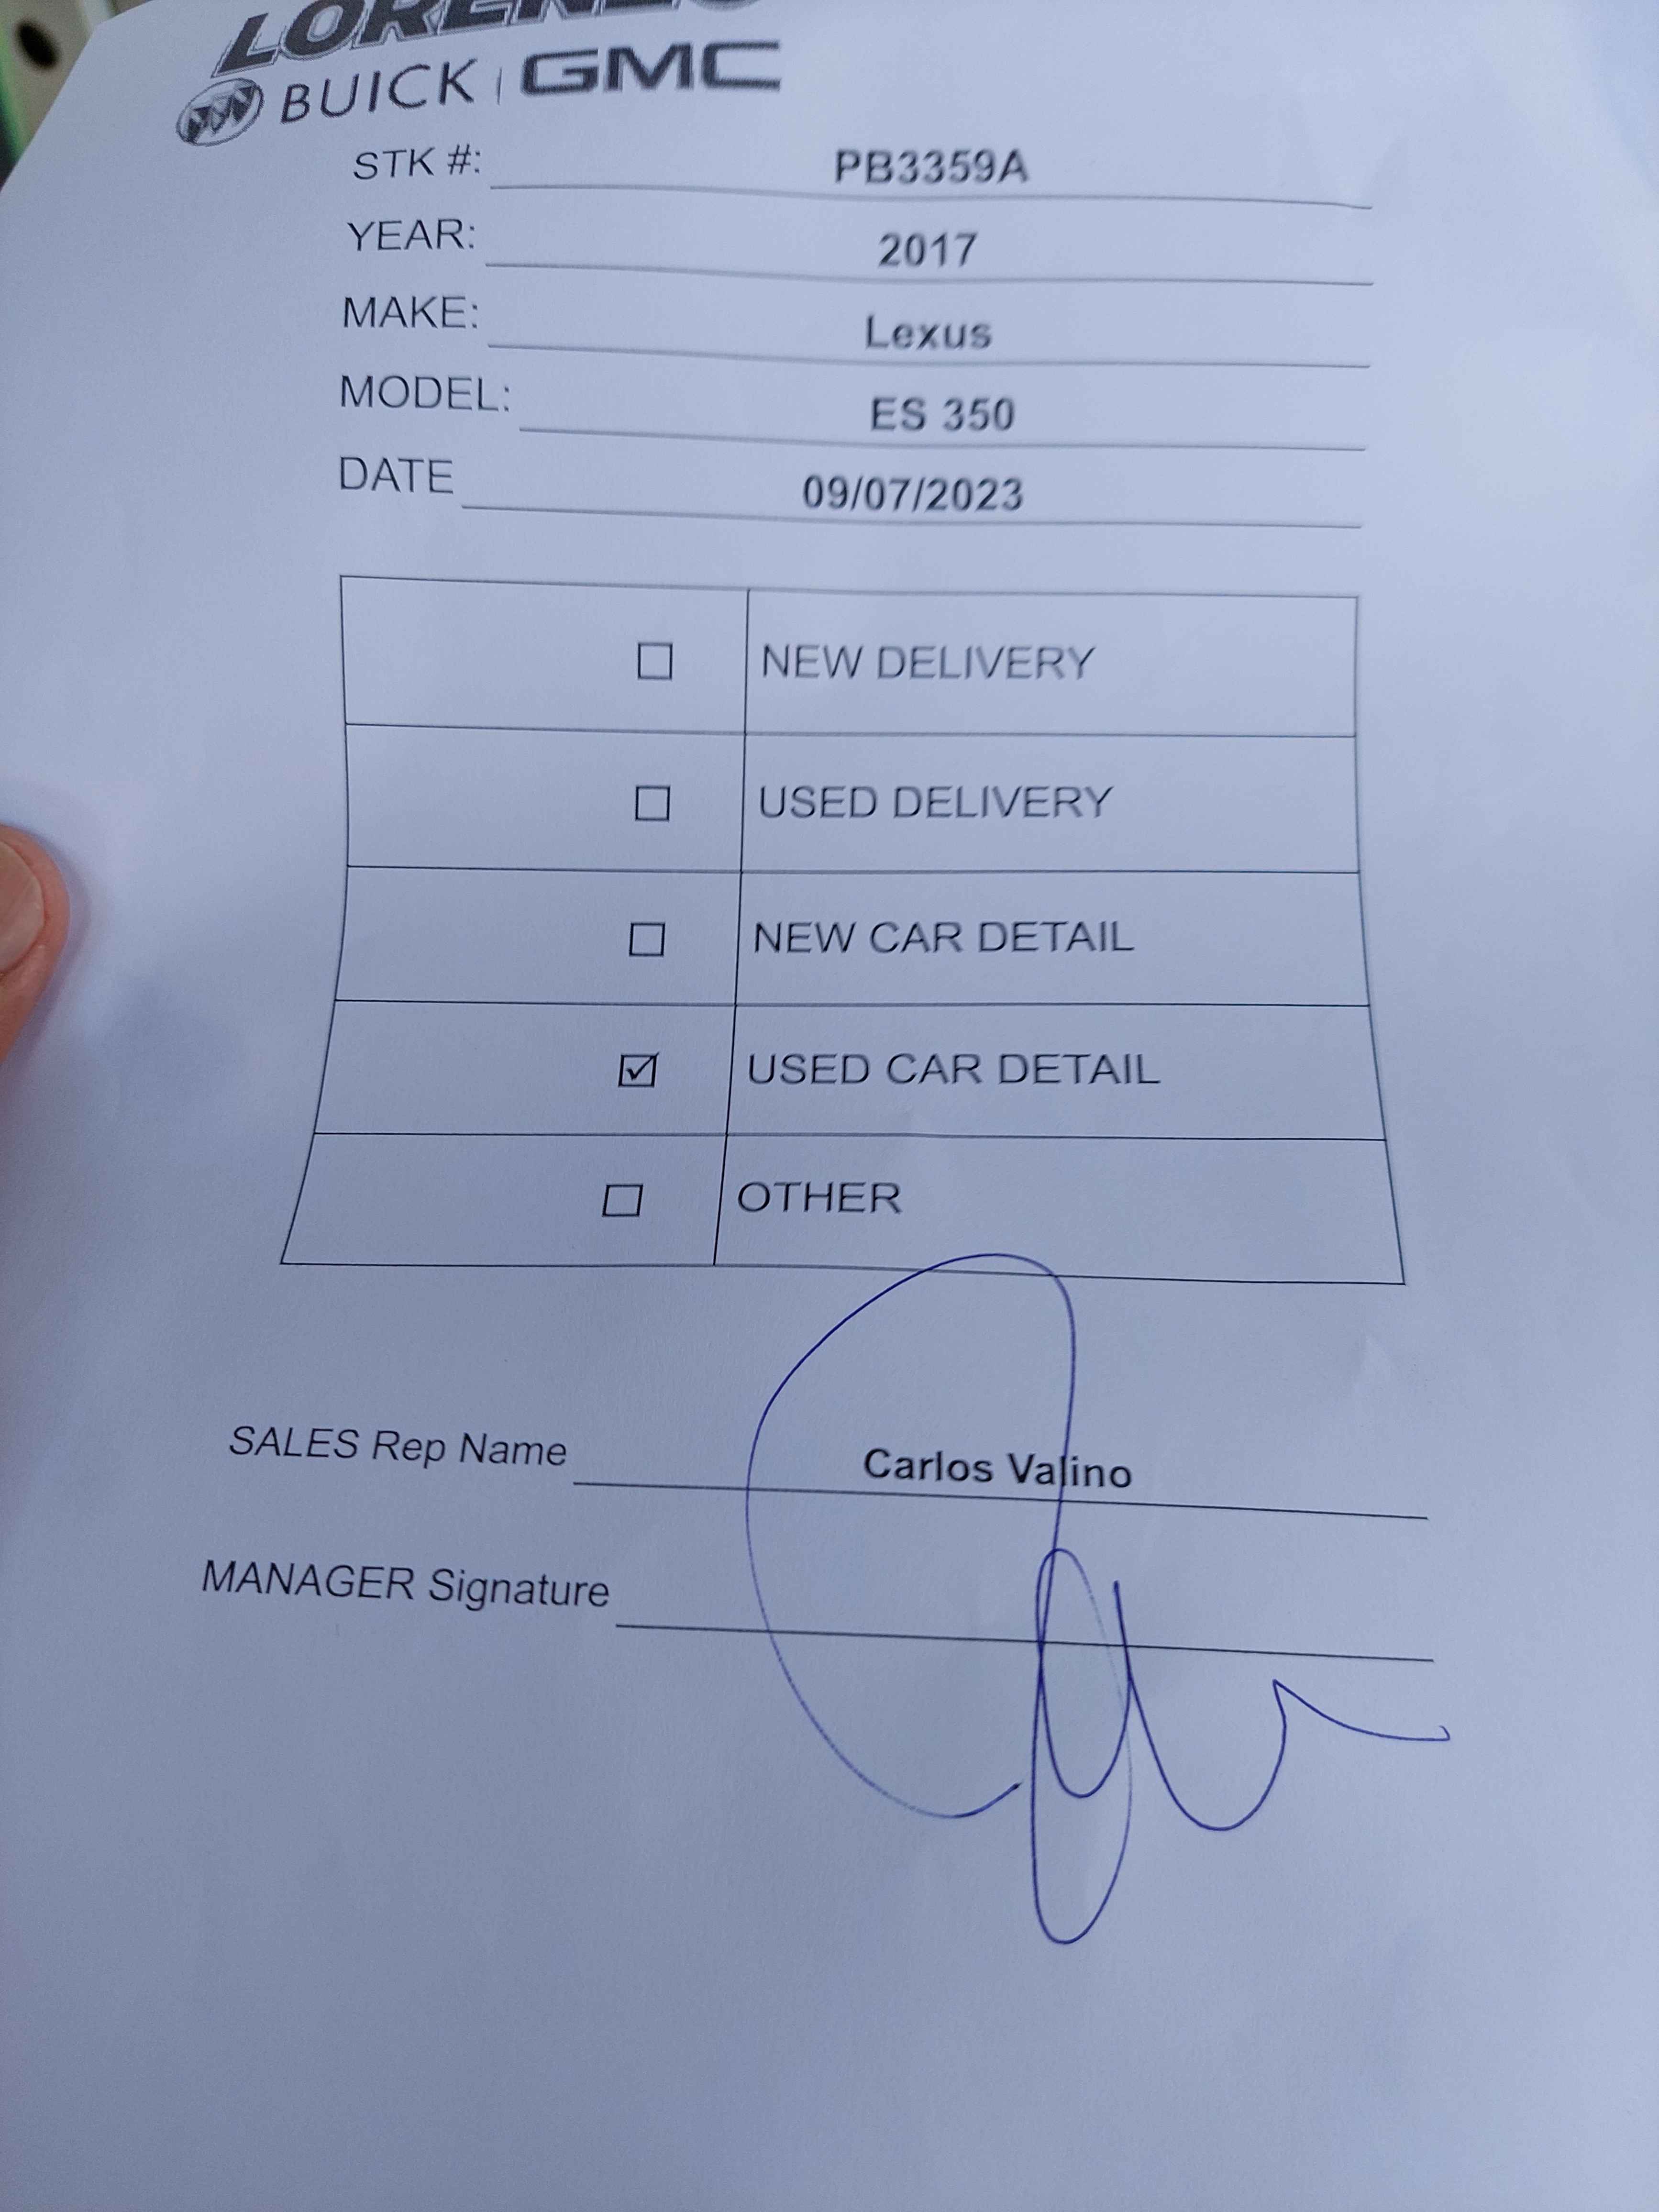 BUICK | GMC
STK #: PB3359A
YEAR: 2017
MAKE: Lexus
MODEL: ES 350
DATE 09/07/2023
☐ NEW DELIVERY
☐ USED DELIVERY
☐ NEW CAR DETAIL
☑ USED CAR DETAIL
☐ OTHER
SALES Rep Name Carlos Valino
MANAGER Signature